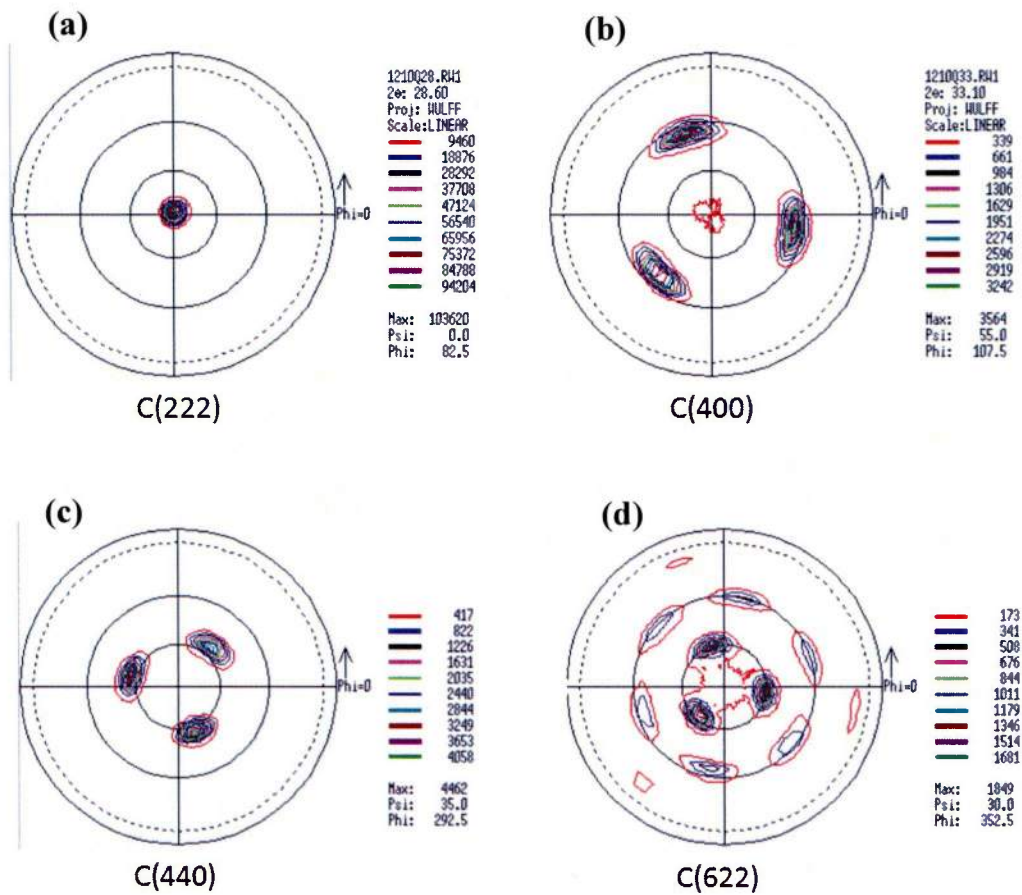 (a)
1210Q28.RW1
2θ: 28.60
Proj: WULFF
Scale:LINEAR
9460
18876
28292
37708
47124
56540
65956
75372
84788
94204
Phi=0
Max: 103620
Psi: 0.0
Phi: 82.5
C(222)
(b)
1210Q33.RW1
2θ: 33.10
Proj: WULFF
Scale:LINEAR
339
661
984
1306
1629
1951
2274
2596
2919
3242
Phi=0
Max: 3564
Psi: 55.0
Phi: 107.5
C(400)
(c)
417
822
1226
1631
2035
2440
2844
3249
3653
4058
Phi=0
Max: 4462
Psi: 35.0
Phi: 292.5
C(440)
(d)
173
341
508
676
844
1011
1179
1346
1514
1681
Phi=0
Max: 1849
Psi: 30.0
Phi: 352.5
C(622)